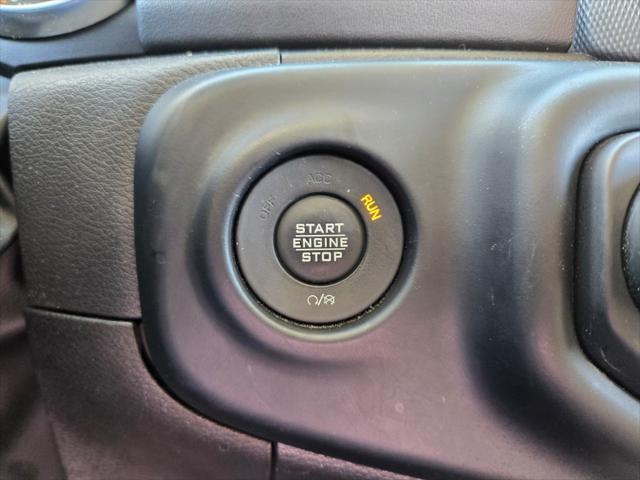 OFF ACC RUN
START
ENGINE
STOP